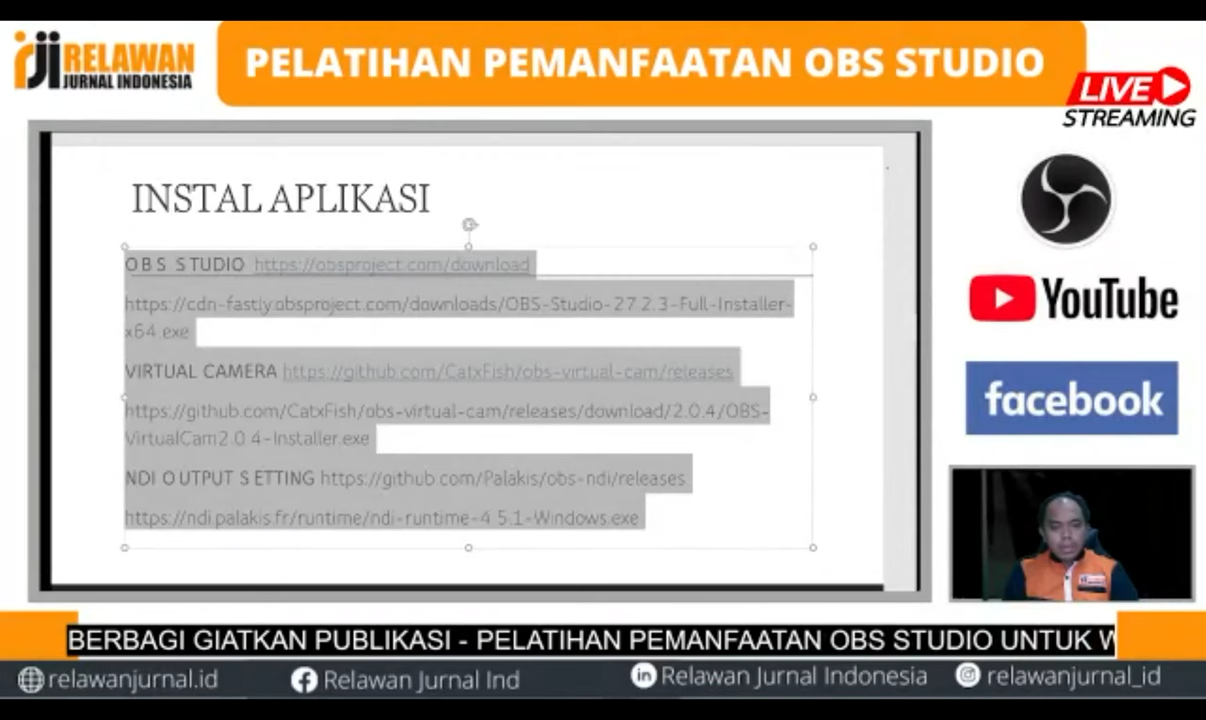 RELAWAN
JURNAL INDONESIA
PELATIHAN PEMANFAATAN OBS STUDIO
LIVE
STREAMING
INSTAL APLIKASI
OBS STUDIO https://obsproject.com/download
https://cdn-fastly.obsproject.com/downloads/OBS-Studio-27.2.3-Full-Installer-
x64.exe
VIRTUAL CAMERA https://github.com/CatxFish/obs-virtual-cam/releases
https://github.com/CatxFish/obs-virtual-cam/releases/download/2.0.4/OBS-
VirtualCam2.0.4-Installer.exe
NDI OUTPUT SETTING https://github.com/Palakis/obs-ndi/releases
https://ndi.palakis.fr/runtime/ndi-runtime-4.5.1-Windows.exe
YouTube
facebook
BERBAGI GIATKAN PUBLIKASI - PELATIHAN PEMANFAATAN OBS STUDIO UNTUK W
relawanjurnal.id
Relawan Jurnal Ind
Relawan Jurnal Indonesia
relawanjurnal_id